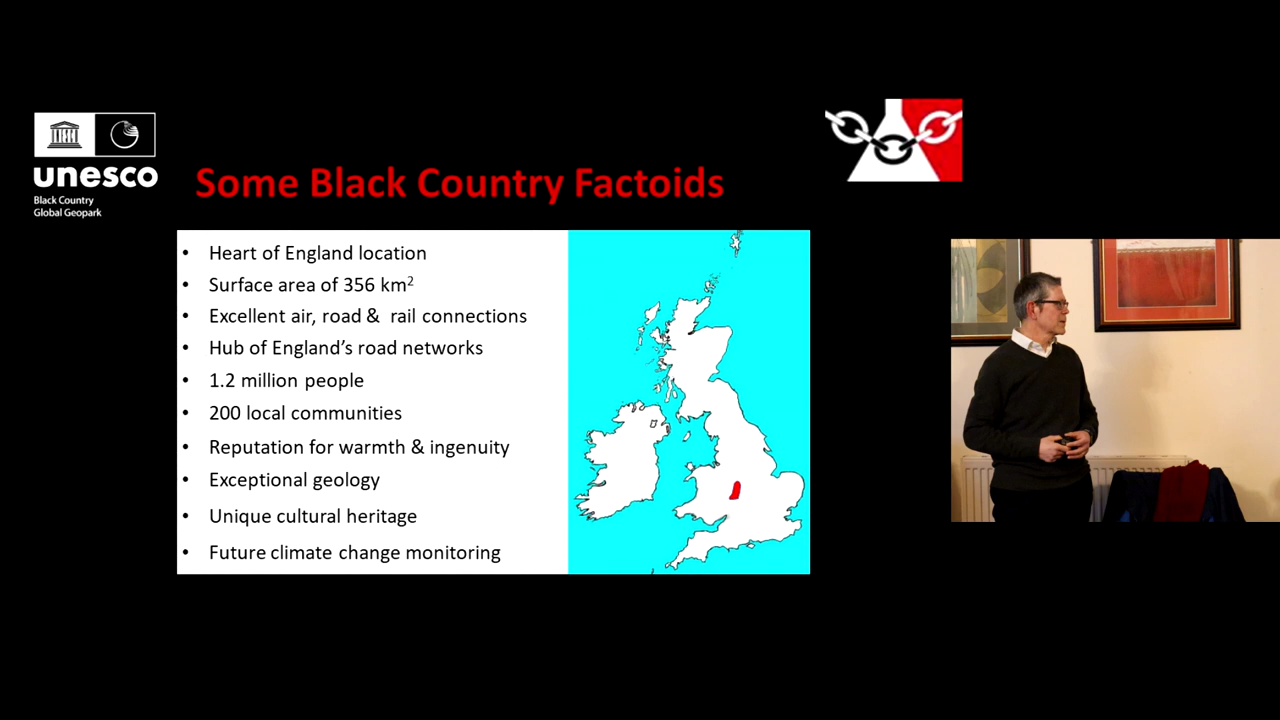 unesco
Black Country
Global Geopark
Some Black Country Factoids
• Heart of England location
• Surface area of 356 km²
• Excellent air, road & rail connections
• Hub of England’s road networks
• 1.2 million people
• 200 local communities
• Reputation for warmth & ingenuity
• Exceptional geology
• Unique cultural heritage
• Future climate change monitoring